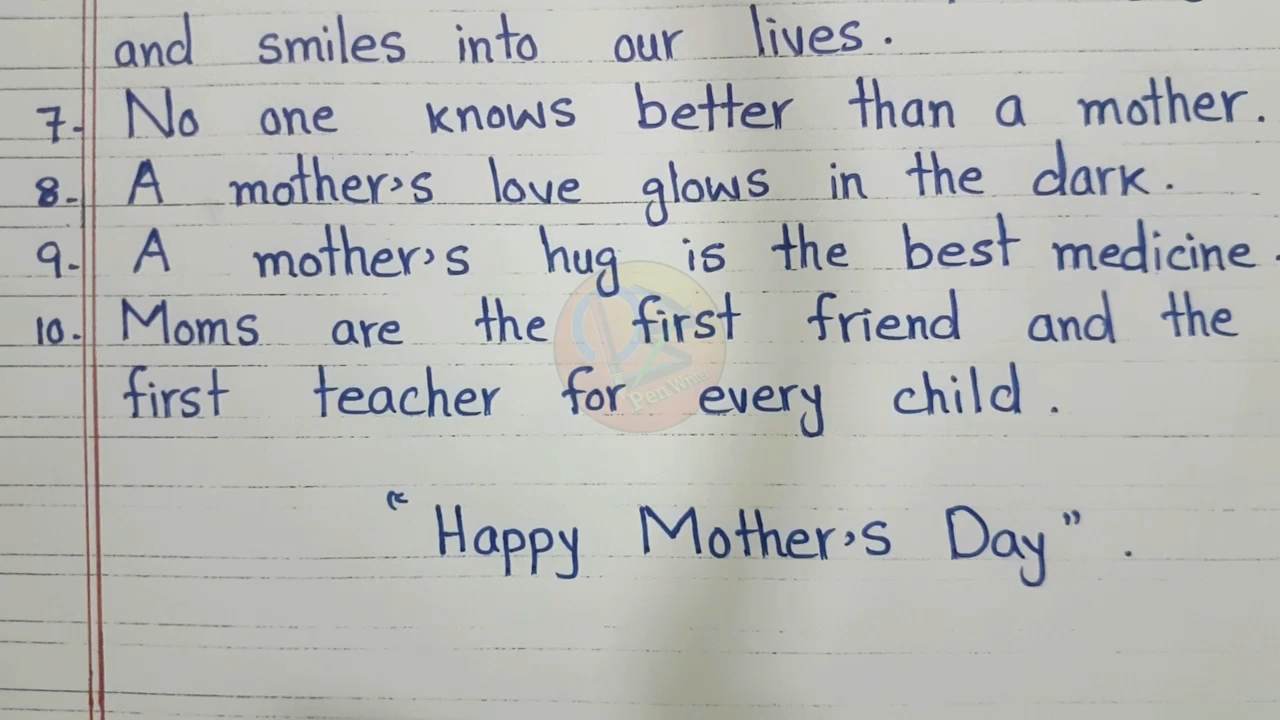 and smiles into our lives.
7. No one knows better than a mother.
8. A mother's love glows in the dark.
9. A mother's hug is the best medicine.
10. Moms are the first friend and the
first teacher for every child.
Pen Write
"Happy Mother's Day".